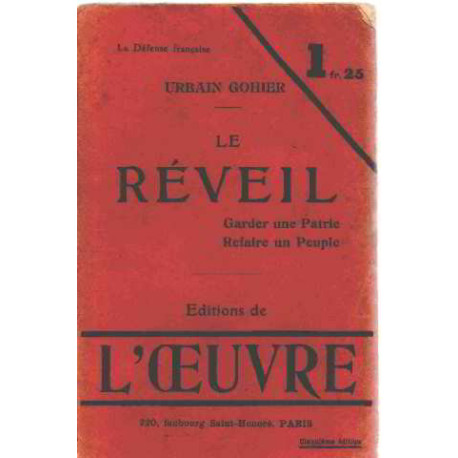 La Défense française
1 fr. 25
URBAIN GOHIER
LE
RÉVEIL
Garder une Patrie
Refaire un Peuple
Editions de
L'ŒUVRE
220, faubourg Saint-Honoré, PARIS
édition